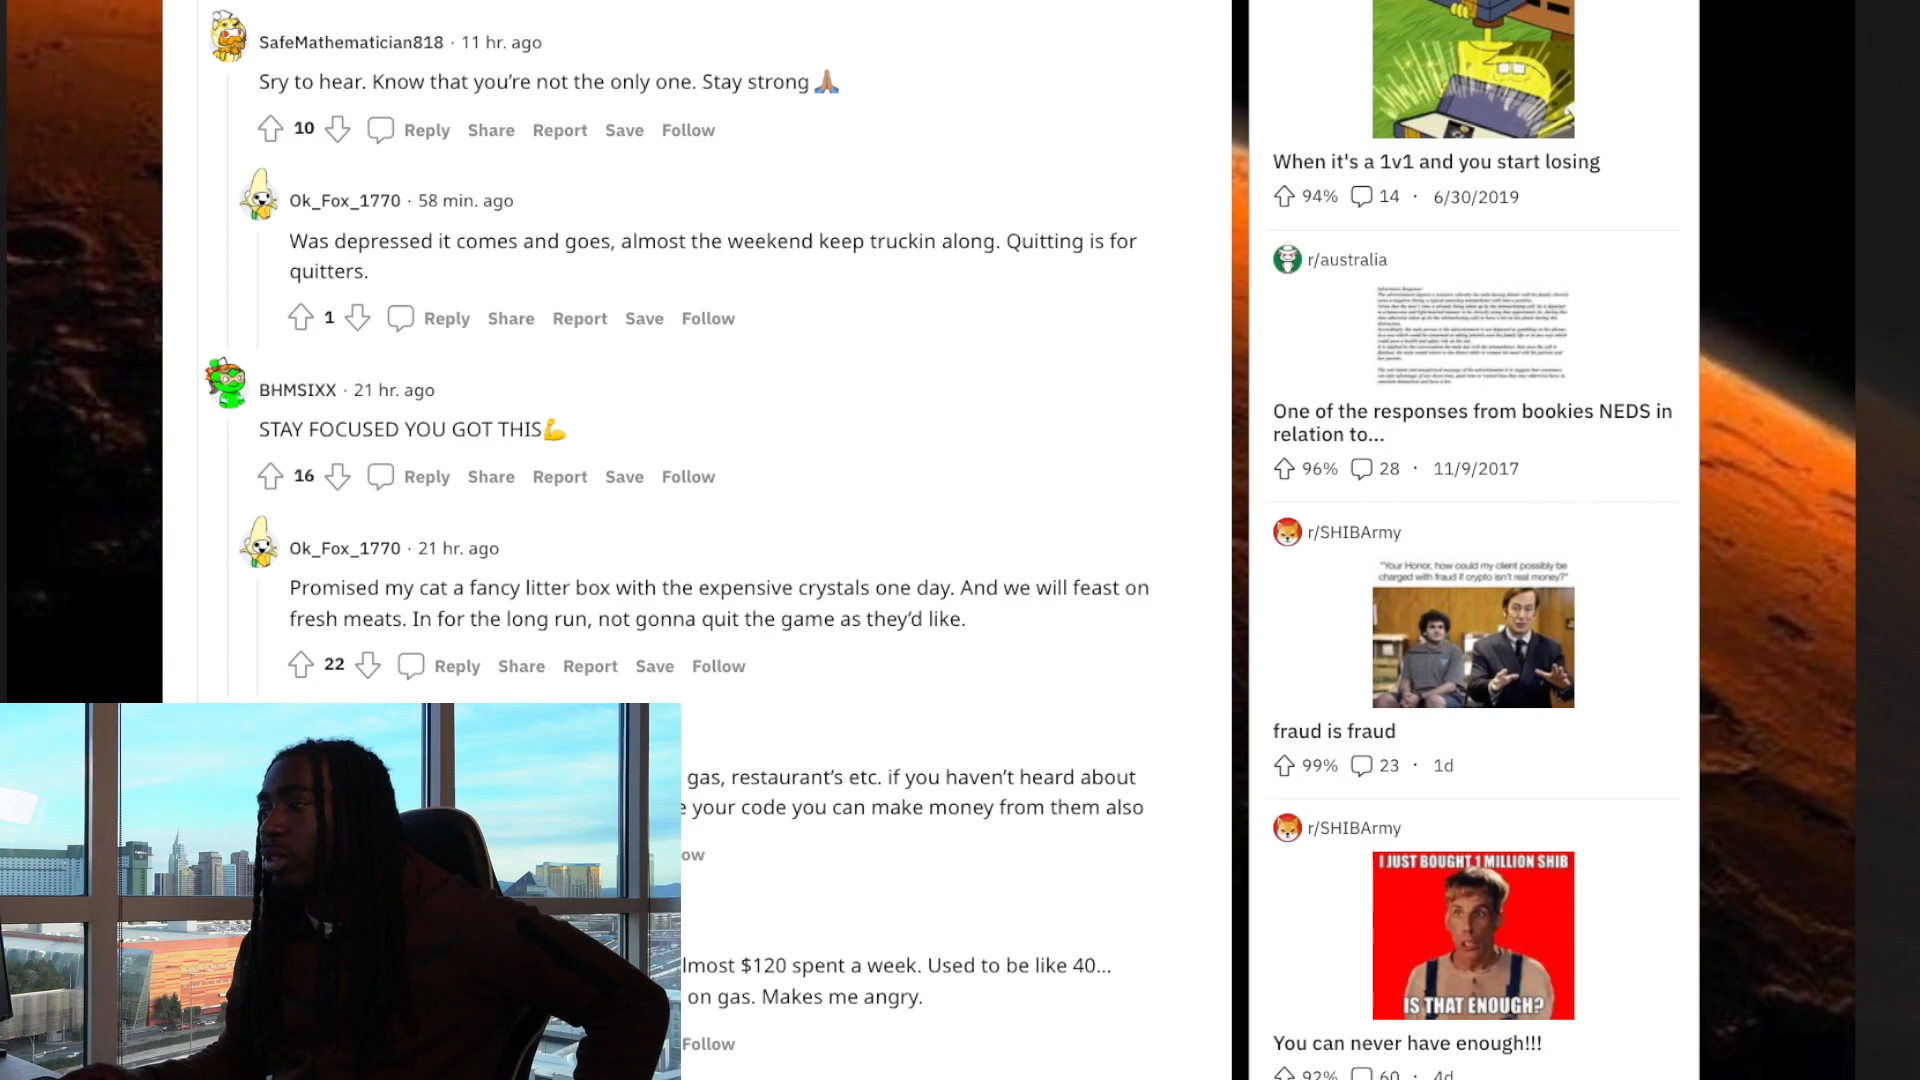 SafeMathematician818 · 11 hr. ago
Sry to hear. Know that you’re not the only one. Stay strong 🙏🏽
10 Reply Share Report Save Follow
Ok_Fox_1770 · 58 min. ago
Was depressed it comes and goes, almost the weekend keep truckin along. Quitting is for
quitters.
1 Reply Share Report Save Follow
BHMSIXX · 21 hr. ago
STAY FOCUSED YOU GOT THIS💪
16 Reply Share Report Save Follow
Ok_Fox_1770 · 21 hr. ago
Promised my cat a fancy litter box with the expensive crystals one day. And we will feast on
fresh meats. In for the long run, not gonna quit the game as they’d like.
22 Reply Share Report Save Follow
gas, restaurant’s etc. if you haven’t heard about
your code you can make money from them also
ow
lmost $120 spent a week. Used to be like 40...
on gas. Makes me angry.
Follow
When it's a 1v1 and you start losing
94% 14 · 6/30/2019
r/australia
One of the responses from bookies NEDS in
relation to...
96% 28 · 11/9/2017
r/SHIBArmy
"Your Honor, how could my client possibly be
charged with fraud if crypto isn't real money?"
fraud is fraud
99% 23 · 1d
r/SHIBArmy
I JUST BOUGHT 1 MILLION SHIB
IS THAT ENOUGH?
You can never have enough!!!
92% 60 · 4d